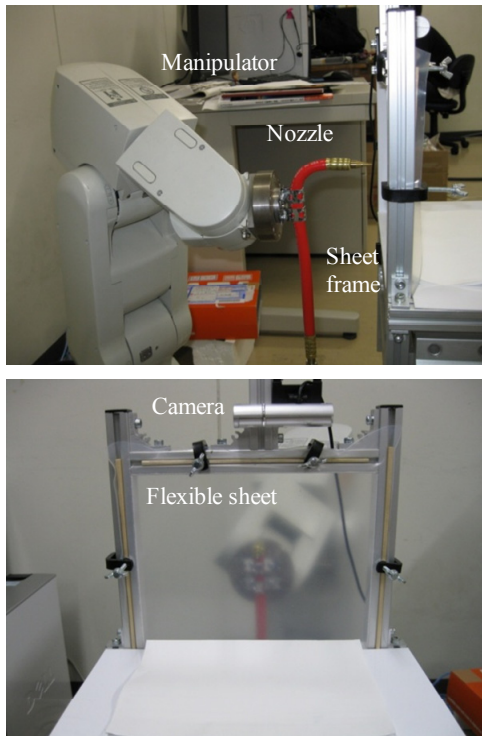 Manipulator
Nozzle
Sheet
frame
Camera
Flexible sheet